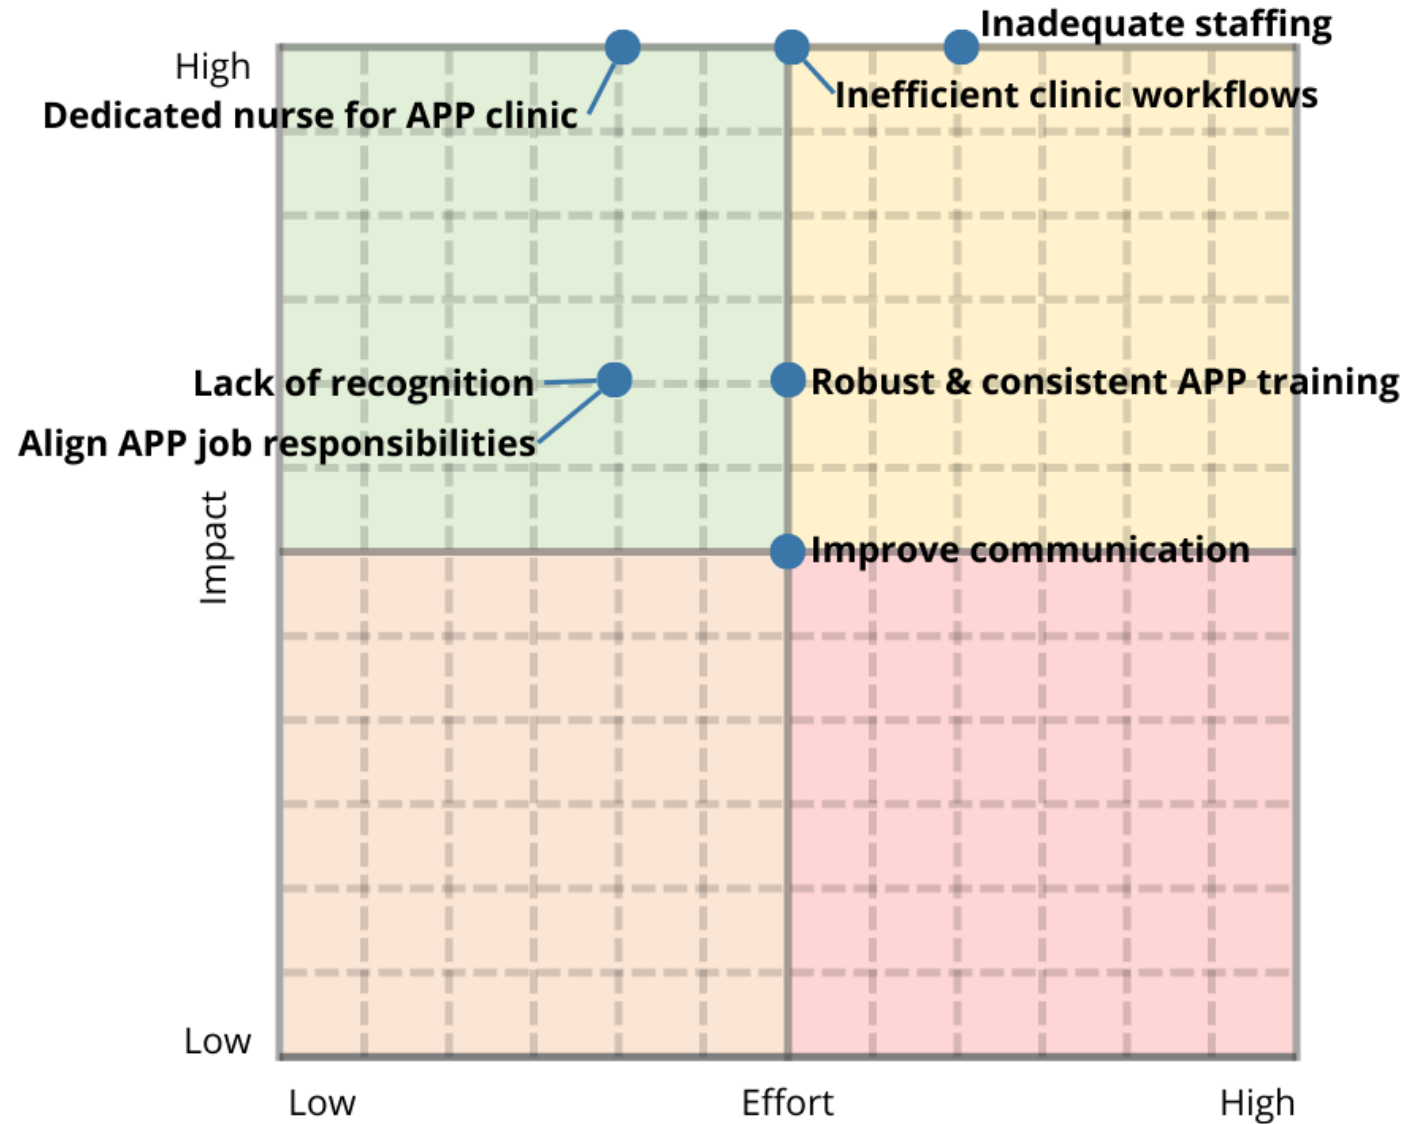 Inadequate staffing
High
Inefficient clinic workflows
Dedicated nurse for APP clinic
Lack of recognition
Robust & consistent APP training
Align APP job responsibilities
Impact
Improve communication
Low
Low
Effort
High